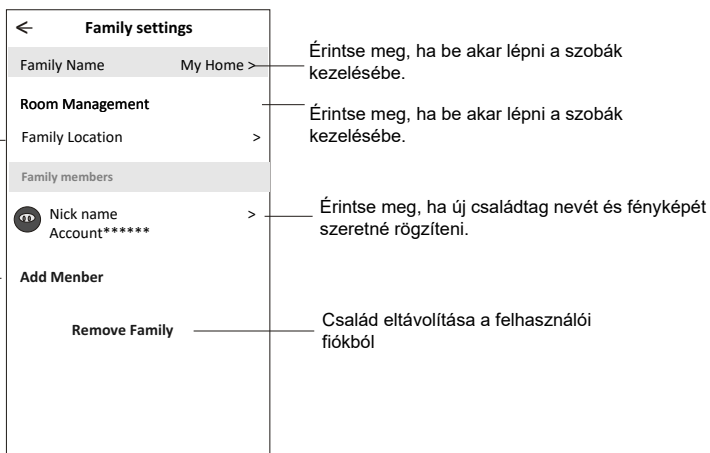 Family settings
Family Name My Home >
Érintse meg, ha be akar lépni a szobák
kezelésébe.
Room Management
Érintse meg, ha be akar lépni a szobák
kezelésébe.
Family Location >
Family members
Nick name >
Account******
Érintse meg, ha új családtag nevét és fényképét
szeretné rögzíteni.
Add Menber
Remove Family
Család eltávolítása a felhasználói
fiókból